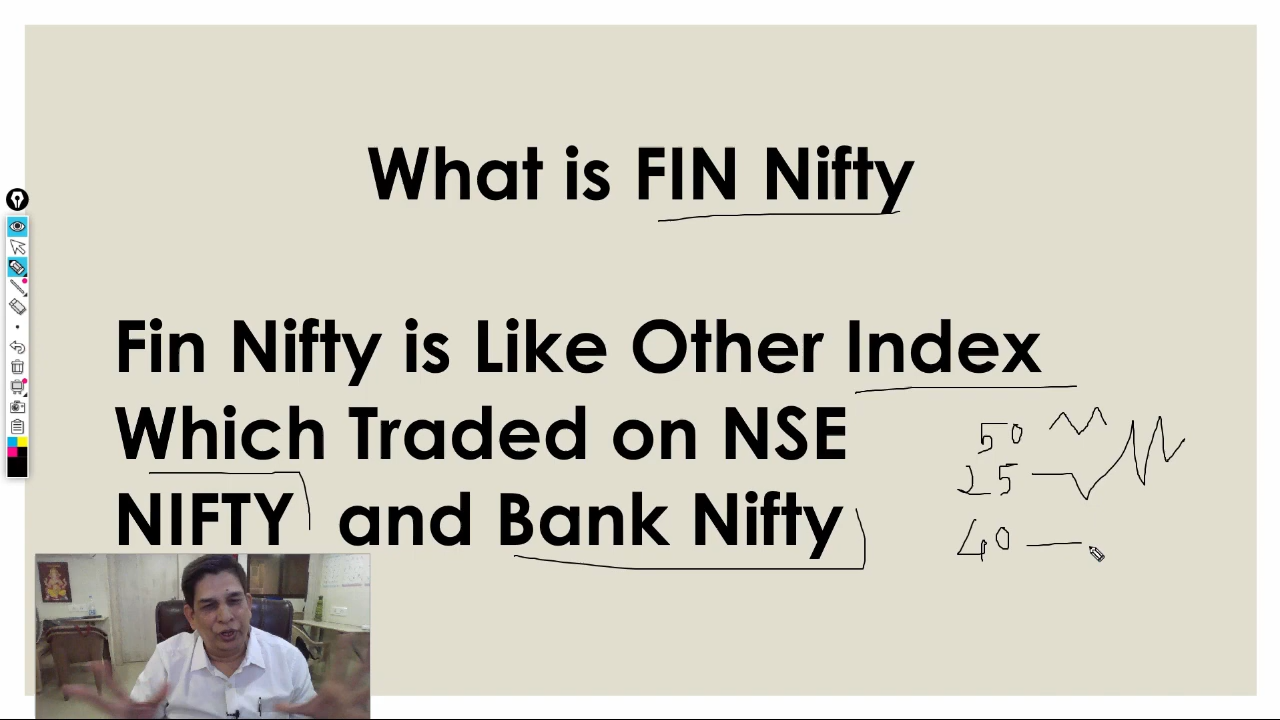 What is FIN Nifty
Fin Nifty is Like Other Index
Which Traded on NSE
NIFTY and Bank Nifty
50
25
40